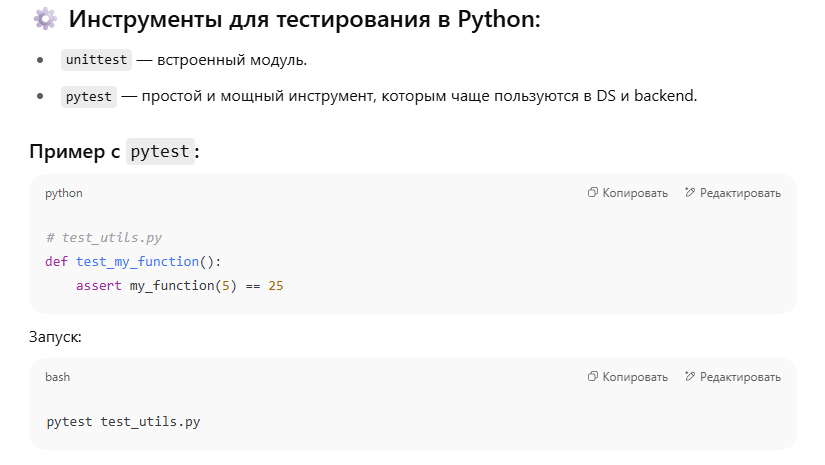 Инструменты для тестирования в Python:
unittest — встроенный модуль.
pytest — простой и мощный инструмент, которым чаще пользуются в DS и backend.
Пример с pytest:
python Копировать Редактировать
# test_utils.py
def test_my_function():
    assert my_function(5) == 25
Запуск:
bash Копировать Редактировать
pytest test_utils.py